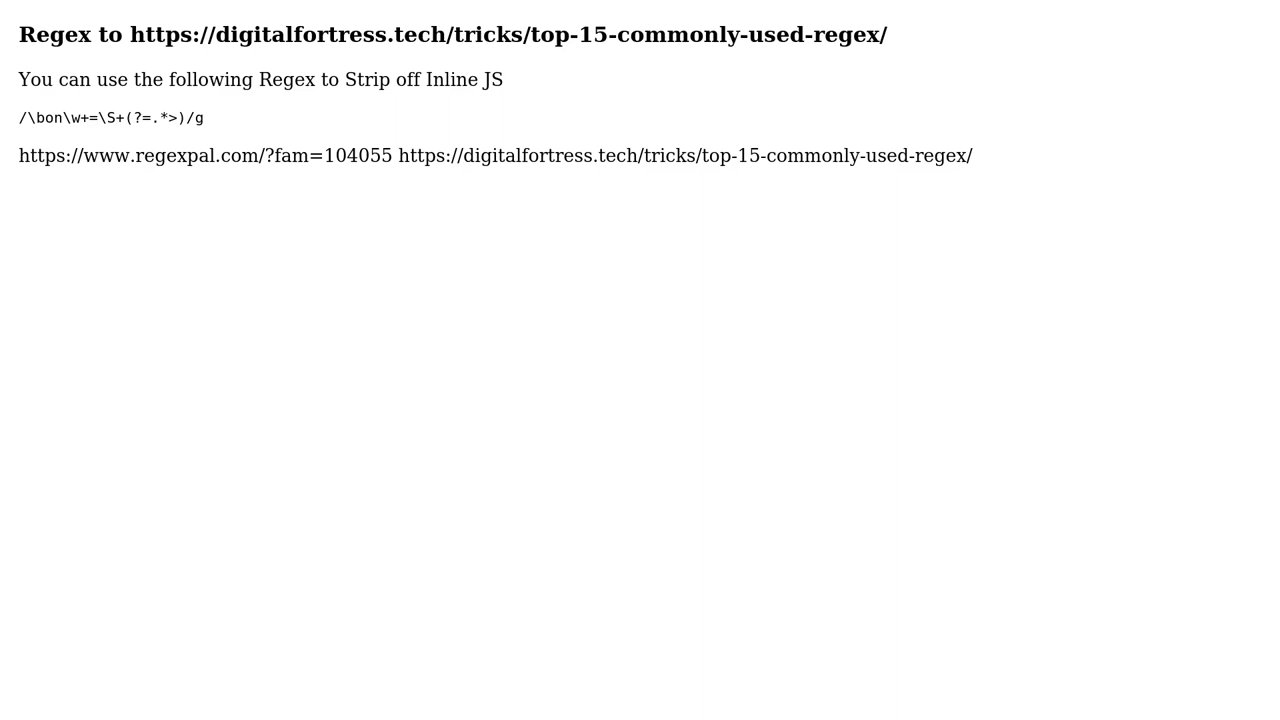 Regex to https://digitalfortress.tech/tricks/top-15-commonly-used-regex/
You can use the following Regex to Strip off Inline JS
/\bon\w+=\S+(?=.*>)/g
https://www.regexpal.com/?fam=104055 https://digitalfortress.tech/tricks/top-15-commonly-used-regex/